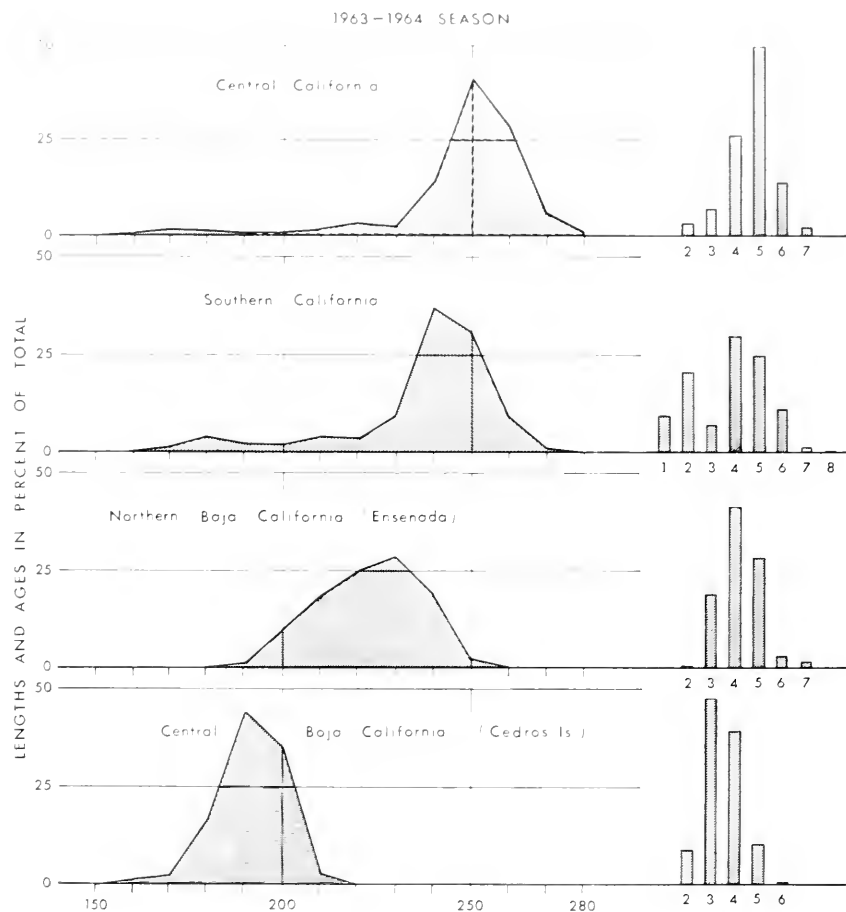 1963-1964 SEASON
Central California
25
0
2 3 4 5 6 7
50
Southern California
25
0
1 2 3 4 5 6 7 8
50
Northern Baja California (Ensenada)
25
0
2 3 4 5 6 7
50
Central Baja California (Cedros Is.)
25
0
2 3 4 5 6
150 200 250 280
LENGTHS AND AGES IN PERCENT OF TOTAL